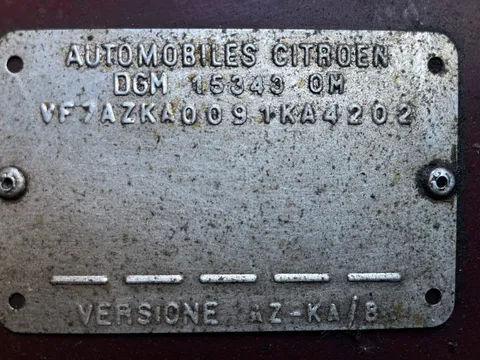 AUTOMOBILES CITROEN
DGM 15343 OM
VF7AZKA0091KA4202
VERSIONE AZ-KA/B